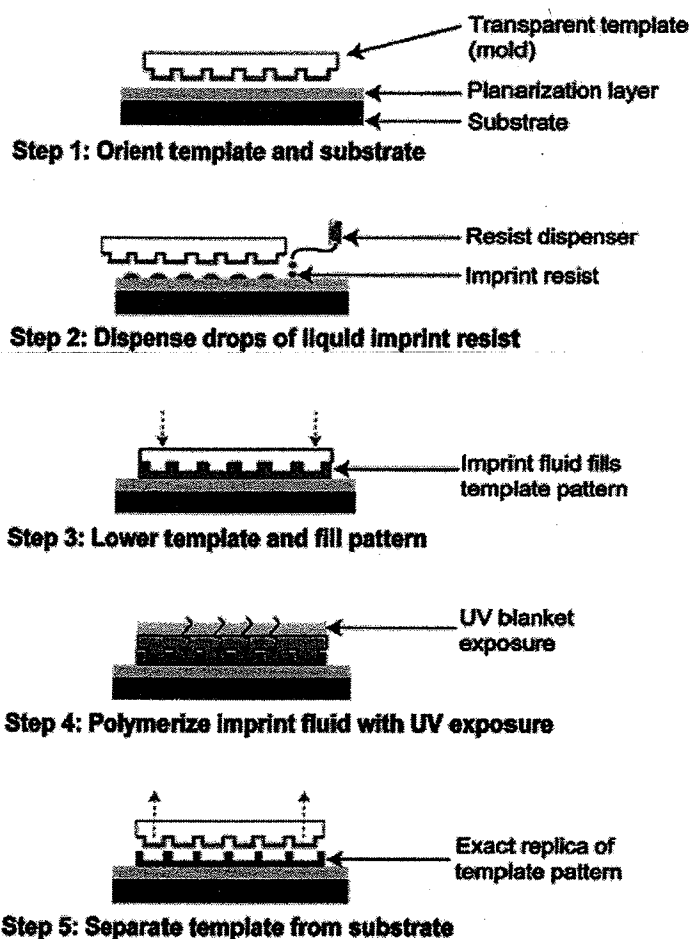 Transparent template
(mold)
Planarization layer
Substrate
Step 1: Orient template and substrate
Resist dispenser
Imprint resist
Step 2: Dispense drops of liquid imprint resist
Imprint fluid fills
template pattern
Step 3: Lower template and fill pattern
UV blanket
exposure
Step 4: Polymerize imprint fluid with UV exposure
Exact replica of
template pattern
Step 5: Separate template from substrate